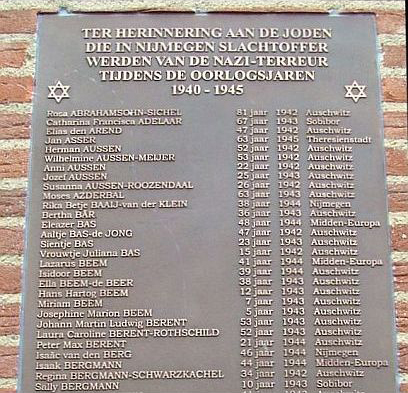 TER HERINNERING AAN DE JODEN
DIE IN NIJMEGEN SLACHTOFFER
WERDEN VAN DE NAZI-TERREUR
TIJDENS DE OORLOGSJAREN
1940 - 1945
Rosa ABRAHAMSOHN-SICHEL 81 jaar 1942 Auschwitz
Catharina Francisca ADELAAR 77 jaar 1943 Sobibor
Elias den AREND 47 jaar 1942 Auschwitz
Jan ASSER 63 jaar 1945 Theresienstadt
Herman AUSSEN 52 jaar 1942 Auschwitz
Wilhelmine AUSSEN-MEIJER 53 jaar 1942 Auschwitz
Anni AUSSEN 22 jaar 1942 Auschwitz
Jozef AUSSEN 25 jaar 1943 Auschwitz
Susanna AUSSEN-ROOZENDAAL 26 jaar 1942 Auschwitz
Moses AZDERBAL 63 jaar 1943 Auschwitz
Rika Betje BAAIJ-van der KLEIN 38 jaar 1944 Nijmegen
Bertha BÄR 36 jaar 1943 Auschwitz
Eleazer BAS 48 jaar 1944 Midden-Europa
Aaltje BAS-de JONG 47 jaar 1942 Auschwitz
Sientje BAS 23 jaar 1943 Auschwitz
Vrouwtje Juliana BAS 15 jaar 1942 Auschwitz
Lazarus BEEM 41 jaar 1944 Midden-Europa
Isidoor BEEM 39 jaar 1944 Auschwitz
Ella BEEM-de BEER 38 jaar 1943 Auschwitz
Hans Hartog BEEM 12 jaar 1943 Auschwitz
Miriam BEEM 7 jaar 1943 Auschwitz
Josephine Marion BEEM 5 jaar 1943 Auschwitz
Johann Martin Ludwig BERENT 53 jaar 1943 Auschwitz
Laura Caroline BERENT-ROTHSCHILD 52 jaar 1943 Auschwitz
Peter Max BERENT 21 jaar 1944 Auschwitz
Isaäc van den BERG 46 jaar 1944 Nijmegen
Isaak BERGMANN 44 jaar 1944 Midden-Europa
Regina BERGMANN-SCHWARZKACHEL 34 jaar 1942 Auschwitz
Sally BERGMANN 10 jaar 1943 Sobibor